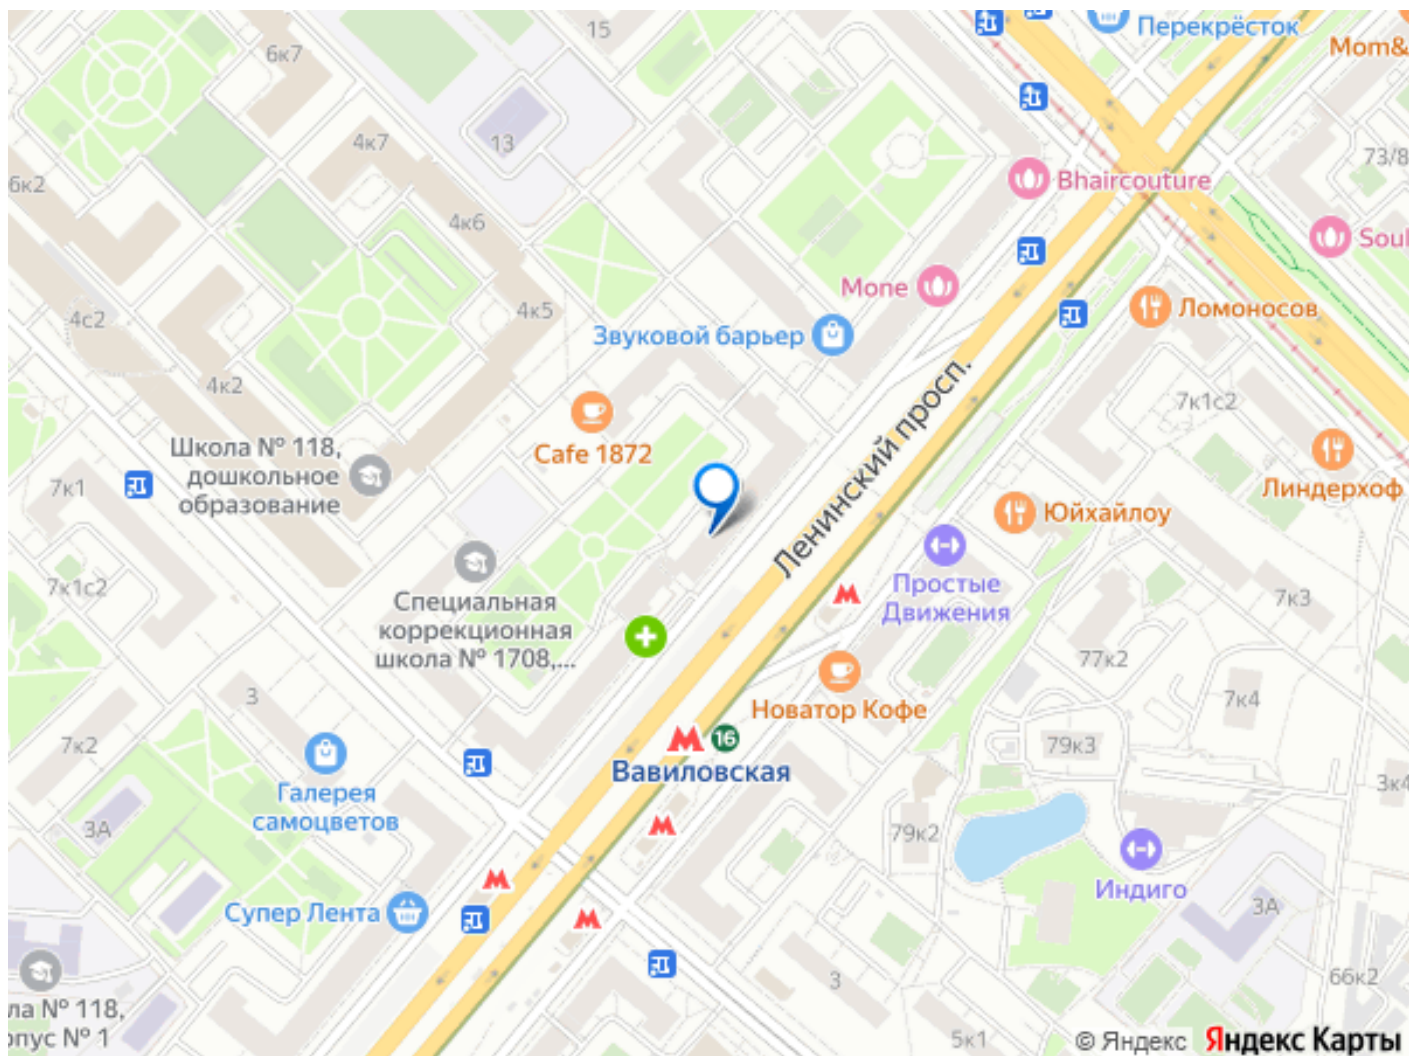 15
Перекрёсток
Mom&
6к7
4к7
13
73/8
6к2
Bhaircouture
4к6
Soul
Mone
4к5
Ломоносов
4с2
Звуковой барьер
4к2
7к1с2
Школа № 118,
дошкольное
образование
Cafe 1872
Ленинский просп.
7к1
Линдерхоф
Юйхайлоу
Простые
Движения
7к1с2
Специальная
коррекционная
школа № 1708,...
7к3
77к2
3
Новатор Кофе
7к4
7к2
16
Вавиловская
79к3
Галерея
самоцветов
3к4
3А
79к2
Индиго
Супер Лента
3А
3
6бк2
ла № 118,
рпус № 1
5к1
© Яндекс Яндекс Карты